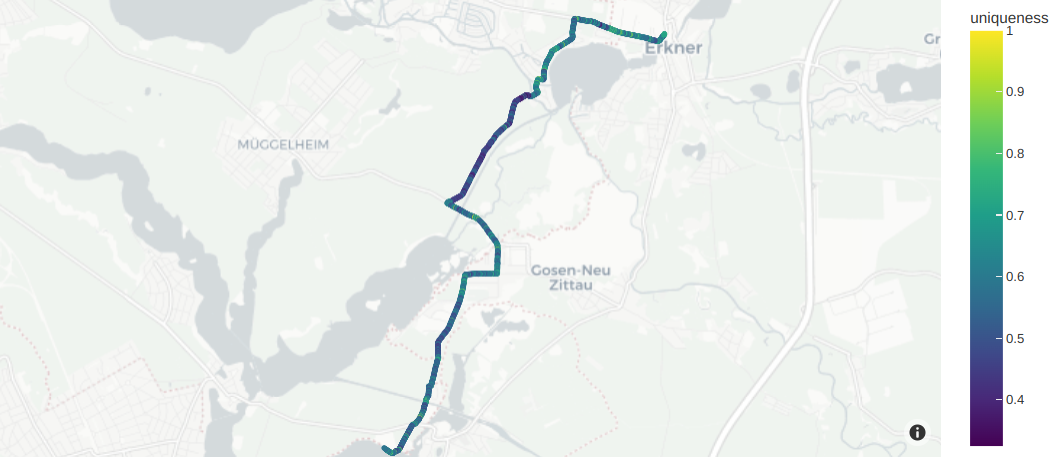 uniqueness
1
Erkner
Gr
0.9
MÜGGELHEIM
0.8
0.7
Gosen-Neu
Zittau
0.6
0.5
0.4